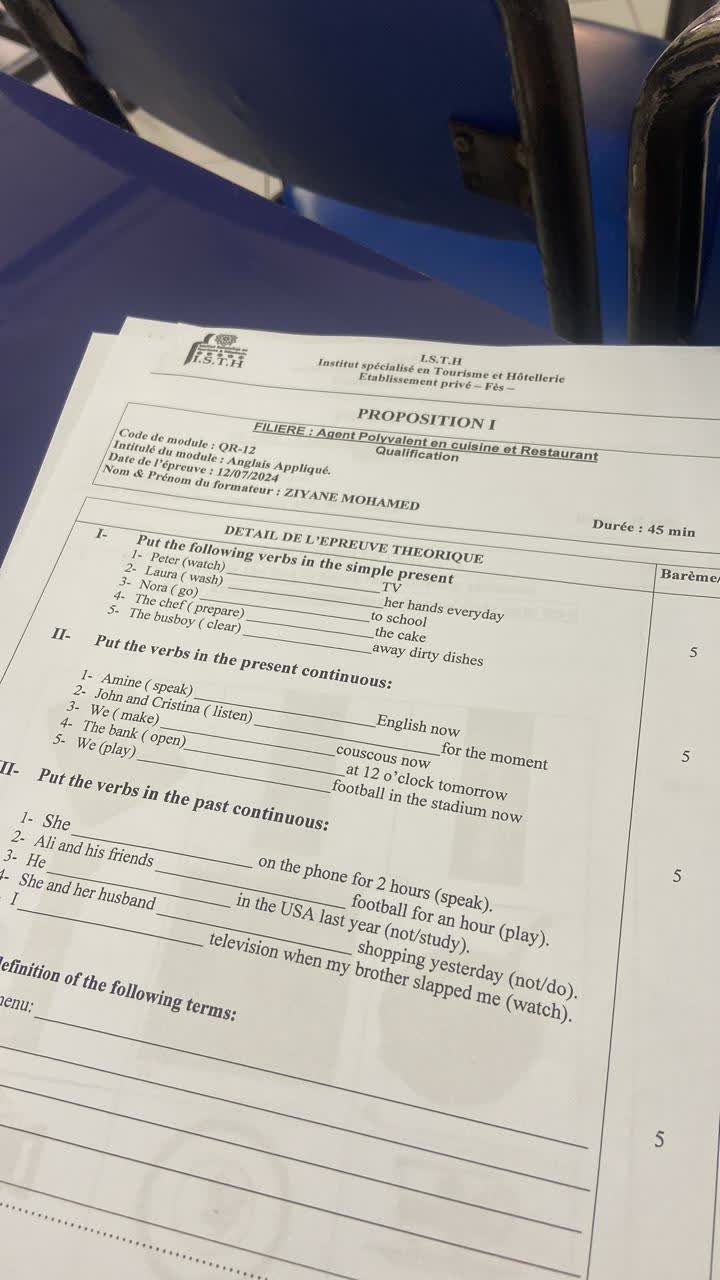 I.S.T.H
I.S.T.H
Institut spécialisé en Tourisme et Hôtellerie
Etablissement privé – Fès –
PROPOSITION I
FILIERE : Agent Polyvalent en cuisine et Restaurant
Qualification
Code de module : QR-12
Intitulé du module : Anglais Appliqué.
Date de l'épreuve : 12/07/2024
Nom & Prénom du formateur : ZIYANE MOHAMED
Durée : 45 min
DETAIL DE L'EPREUVE THEORIQUE
Barème/
I- Put the following verbs in the simple present
1- Peter (watch) ____________ TV
2- Laura ( wash) ____________ her hands everyday
3- Nora ( go) ____________ to school
4- The chef ( prepare) ____________ the cake
5- The busboy ( clear) ____________ away dirty dishes
5
II- Put the verbs in the present continuous:
1- Amine ( speak) ____________ English now
2- John and Cristina ( listen) ____________ for the moment
3- We ( make) ____________ couscous now
4- The bank ( open) ____________ at 12 o'clock tomorrow
5- We (play) ____________ football in the stadium now
5
II- Put the verbs in the past continuous:
1- She ____________ on the phone for 2 hours (speak).
2- Ali and his friends ____________ football for an hour (play).
3- He ____________ in the USA last year (not/study).
4- She and her husband ____________ shopping yesterday (not/do).
I ____________ television when my brother slapped me (watch).
5
efinition of the following terms:
enu:
5